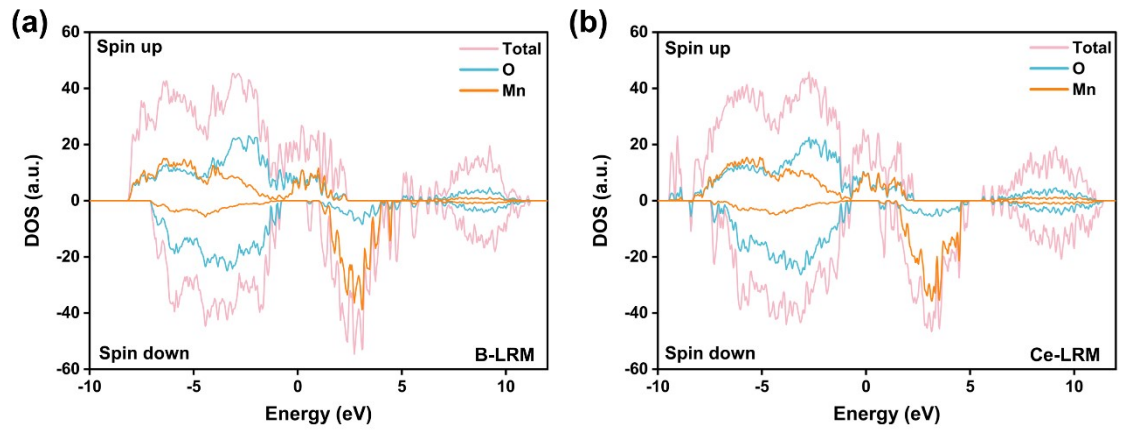 (a)
60
40
20
0
-20
-40
-60
DOS (a.u.)
Spin up
Total
O
Mn
Spin down
B-LRM
-10
-5
0
5
10
Energy (eV)
(b)
60
40
20
0
-20
-40
-60
DOS (a.u.)
Spin up
Total
O
Mn
Spin down
Ce-LRM
-10
-5
0
5
10
Energy (eV)